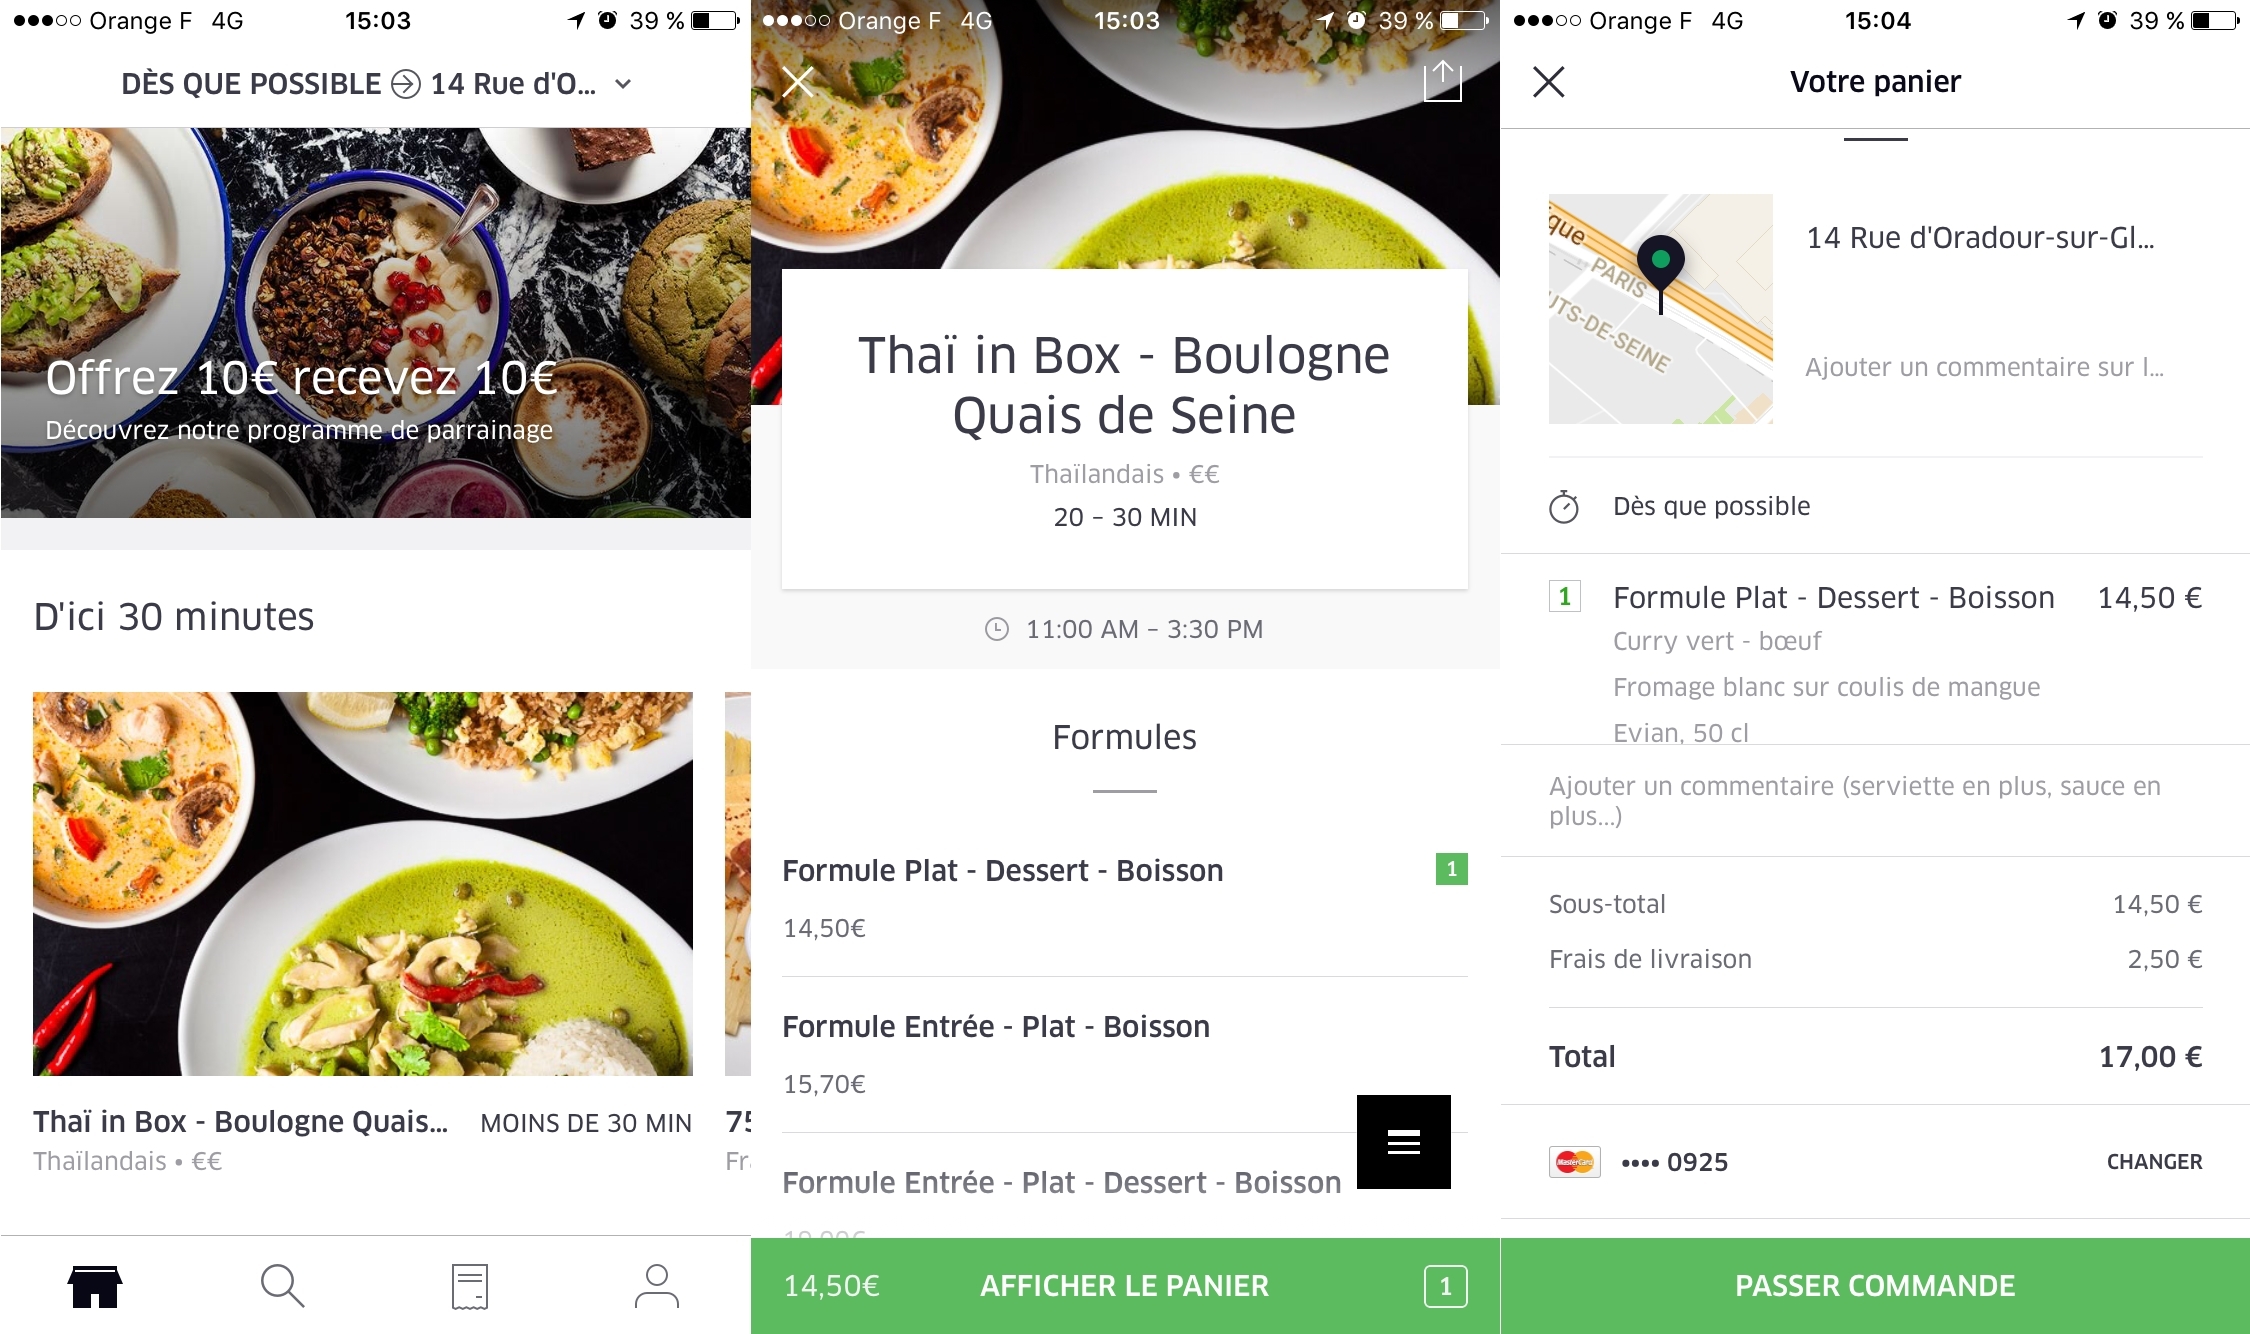 Orange F 4G 15:03 39 %
DÈS QUE POSSIBLE 14 Rue d'O...
Offrez 10€ recevez 10€
Découvrez notre programme de parrainage
D'ici 30 minutes
Thaï in Box - Boulogne Quais... MOINS DE 30 MIN
Thaïlandais • €€
75
Fr
Orange F 4G 15:03 39 %
Thaï in Box - Boulogne
Quais de Seine
Thaïlandais • €€
20 – 30 MIN
11:00 AM – 3:30 PM
Formules
Formule Plat - Dessert - Boisson 1
14,50€
Formule Entrée - Plat - Boisson
15,70€
Formule Entrée - Plat - Dessert - Boisson
14,50€ AFFICHER LE PANIER 1
Orange F 4G 15:04 39 %
Votre panier
que
PARIS
UTS-DE-SEINE
14 Rue d'Oradour-sur-Gl...
Ajouter un commentaire sur l...
Dès que possible
1 Formule Plat - Dessert - Boisson 14,50 €
Curry vert - bœuf
Fromage blanc sur coulis de mangue
Evian, 50 cl
Ajouter un commentaire (serviette en plus, sauce en
plus...)
Sous-total 14,50 €
Frais de livraison 2,50 €
Total 17,00 €
MasterCard •••• 0925 CHANGER
PASSER COMMANDE